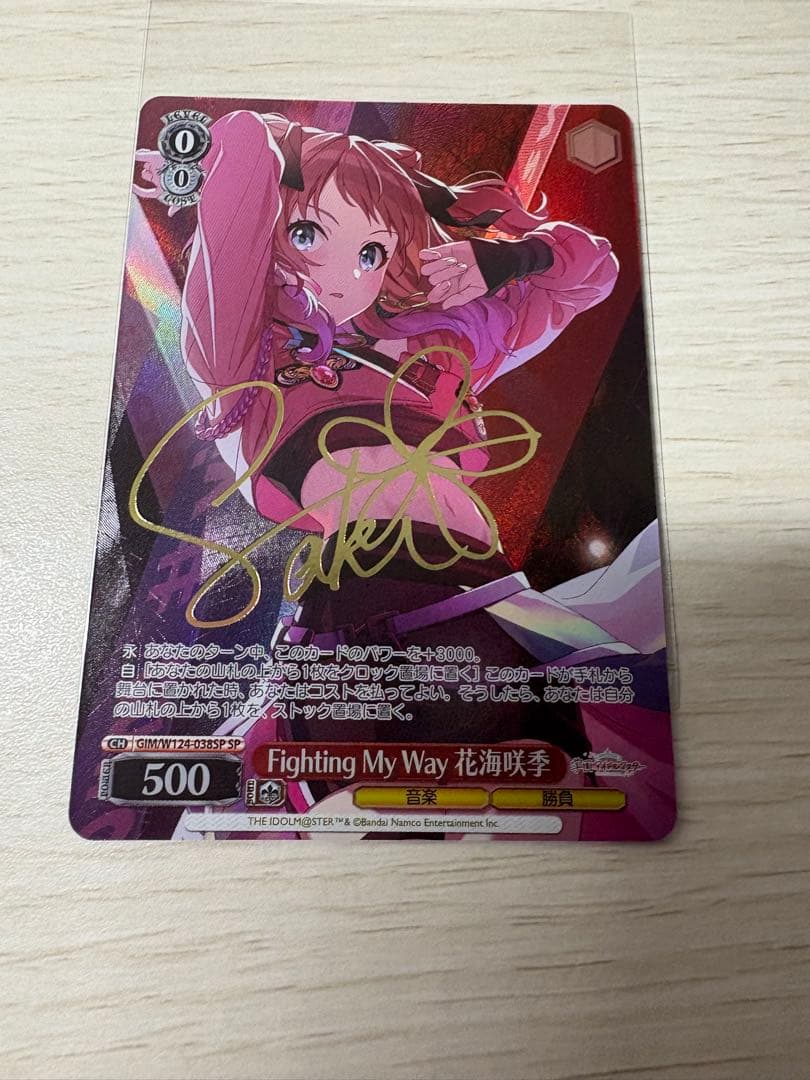 LEVEL
0
0
COST
Saki
永 あなたのターン中、このカードのパワーを+3000。
自 [あなたの山札の上から1枚をクロック置場に置く] このカードが手札から
舞台に置かれた時、あなたはコストを払ってよい。そうしたら、あなたは自分
の山札の上から1枚を、ストック置場に置く。
CH GIM/W124-038SP SP
POWER
500
SOUL
Fighting My Way 花海咲季
音楽
勝負
THE IDOLM@STER™& ©Bandai Namco Entertainment Inc.